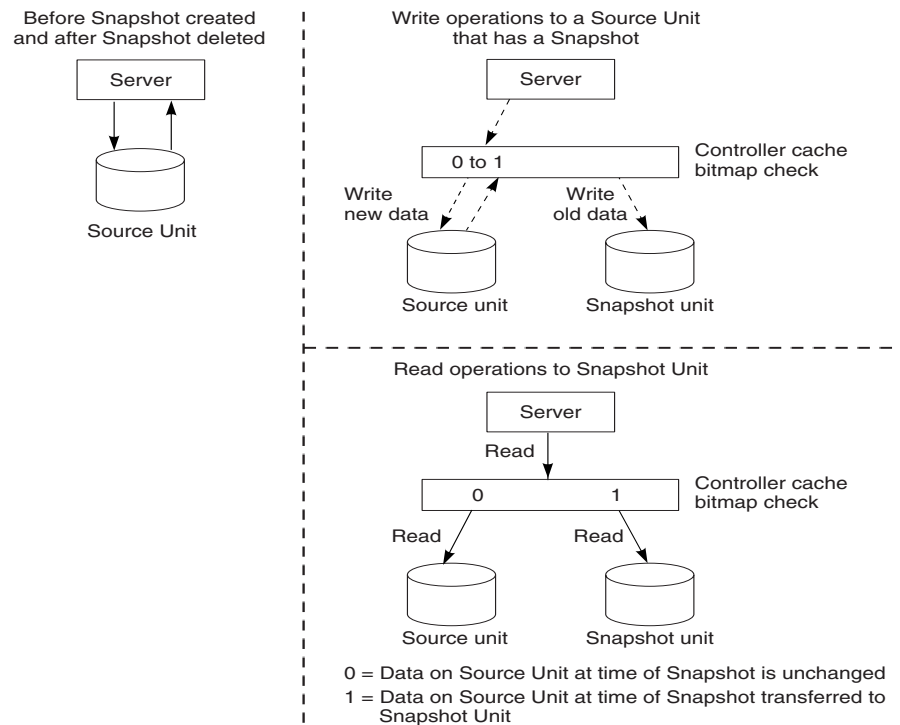 Before Snapshot created
and after Snapshot deleted
Server
Source Unit
Write operations to a Source Unit
that has a Snapshot
Server
0 to 1
Controller cache
bitmap check
Write
new data
Write
old data
Source unit
Snapshot unit
Read operations to Snapshot Unit
Server
Read
0 1
Controller cache
bitmap check
Read
Read
Source unit
Snapshot unit
0 = Data on Source Unit at time of Snapshot is unchanged
1 = Data on Source Unit at time of Snapshot transferred to
Snapshot Unit